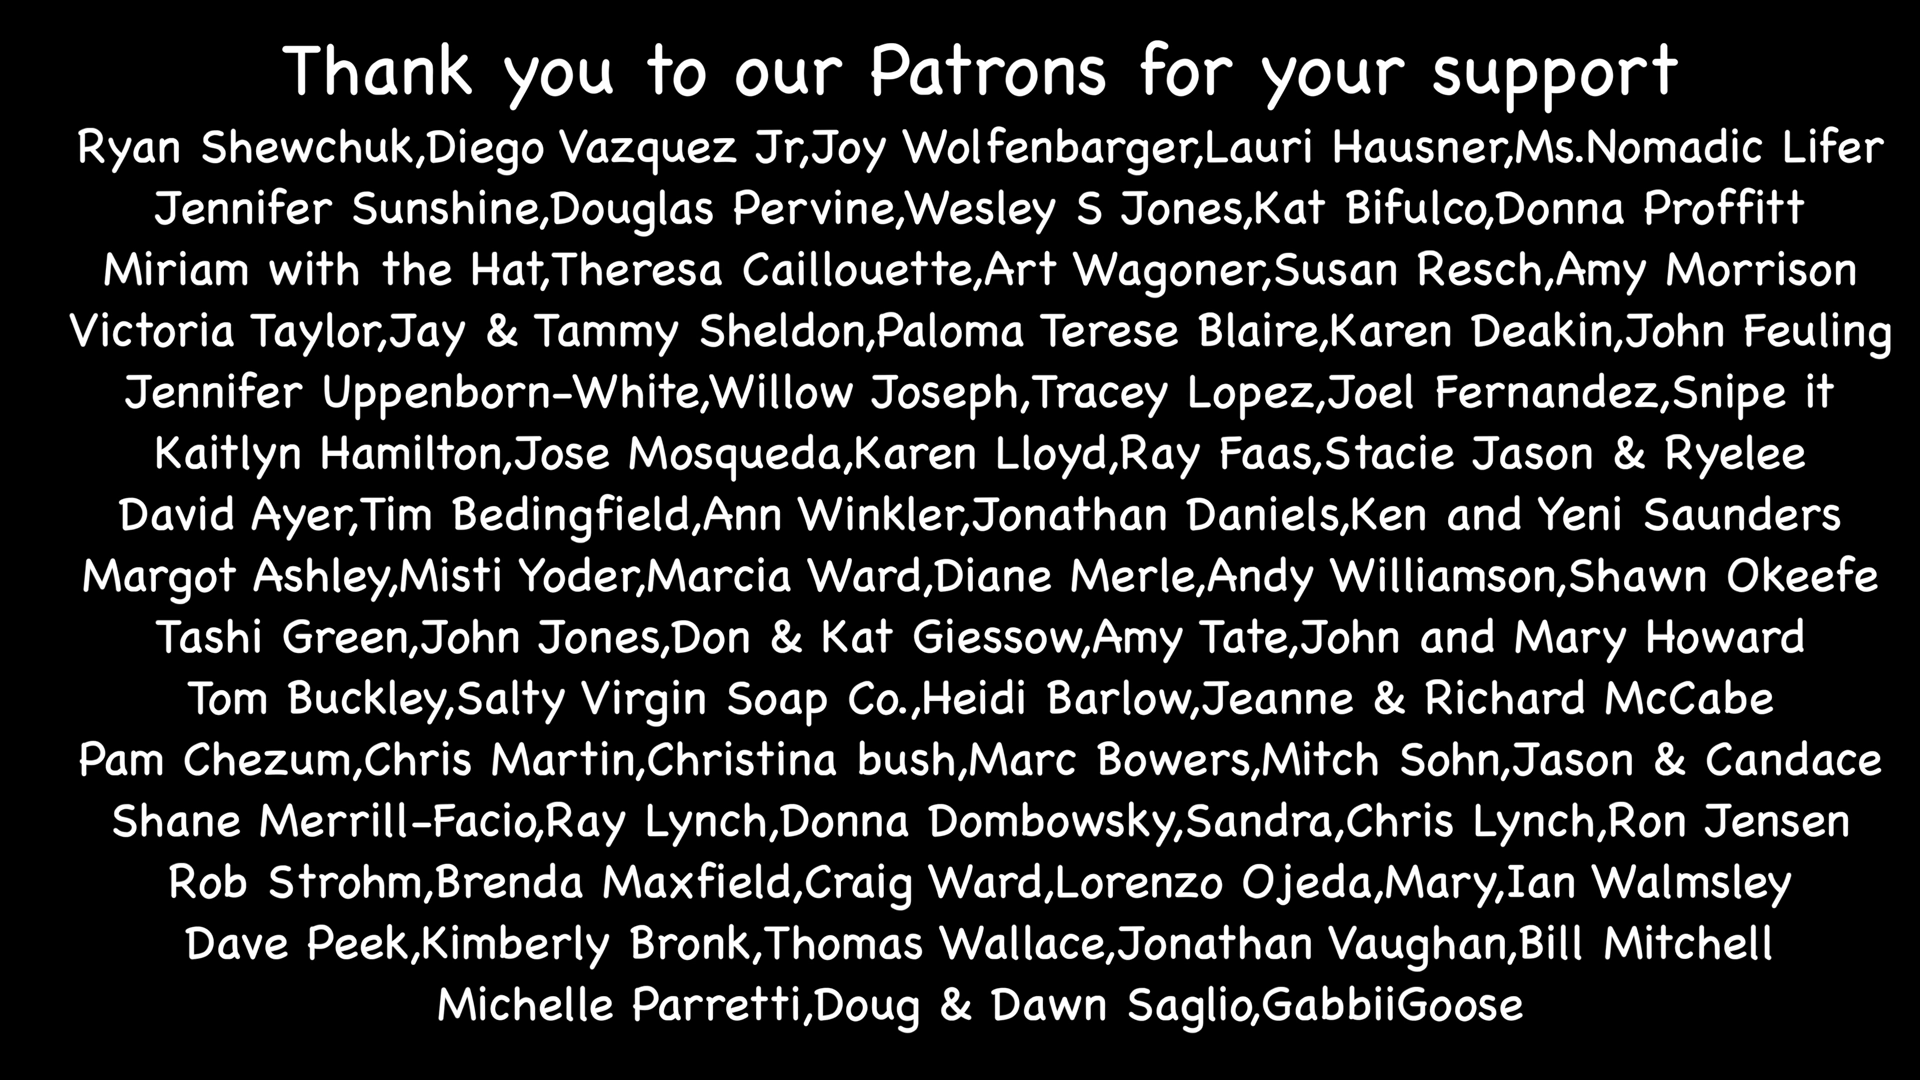 Thank you to our Patrons for your support
Ryan Shewchuk,Diego Vazquez Jr,Joy Wolfenbarger,Lauri Hausner,Ms.Nomadic Lifer
Jennifer Sunshine,Douglas Pervine,Wesley S Jones,Kat Bifulco,Donna Proffitt
Miriam with the Hat,Theresa Caillouette,Art Wagoner,Susan Resch,Amy Morrison
Victoria Taylor,Jay & Tammy Sheldon,Paloma Terese Blaire,Karen Deakin,John Feuling
Jennifer Uppenborn-White,Willow Joseph,Tracey Lopez,Joel Fernandez,Snipe it
Kaitlyn Hamilton,Jose Mosqueda,Karen Lloyd,Ray Faas,Stacie Jason & Ryelee
David Ayer,Tim Bedingfield,Ann Winkler,Jonathan Daniels,Ken and Yeni Saunders
Margot Ashley,Misti Yoder,Marcia Ward,Diane Merle,Andy Williamson,Shawn Okeefe
Tashi Green,John Jones,Don & Kat Giessow,Amy Tate,John and Mary Howard
Tom Buckley,Salty Virgin Soap Co.,Heidi Barlow,Jeanne & Richard McCabe
Pam Chezum,Chris Martin,Christina bush,Marc Bowers,Mitch Sohn,Jason & Candace
Shane Merrill-Facio,Ray Lynch,Donna Dombowsky,Sandra,Chris Lynch,Ron Jensen
Rob Strohm,Brenda Maxfield,Craig Ward,Lorenzo Ojeda,Mary,Ian Walmsley
Dave Peek,Kimberly Bronk,Thomas Wallace,Jonathan Vaughan,Bill Mitchell
Michelle Parretti,Doug & Dawn Saglio,GabbiiGoose